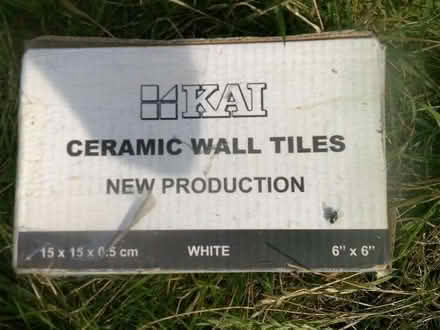 KAI
CERAMIC WALL TILES
NEW PRODUCTION
15 x 15 x 0.5 cm WHITE 6" x 6"